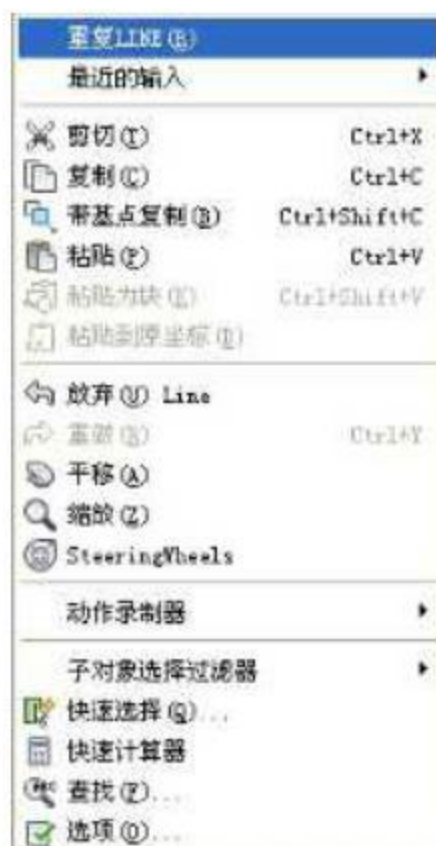 重复LINE(R)
最近的输入
剪切(T) Ctrl+X
复制(C) Ctrl+C
带基点复制(B) Ctrl+Shift+C
粘贴(P) Ctrl+V
粘贴为块(K) Ctrl+Shift+V
粘贴到原坐标(D)
放弃(U) Line
重做(R) Ctrl+Y
平移(A)
缩放(Z)
SteeringWheels
动作录制器
子对象选择过滤器
快速选择(Q)...
快速计算器
查找(F)...
选项(O)...